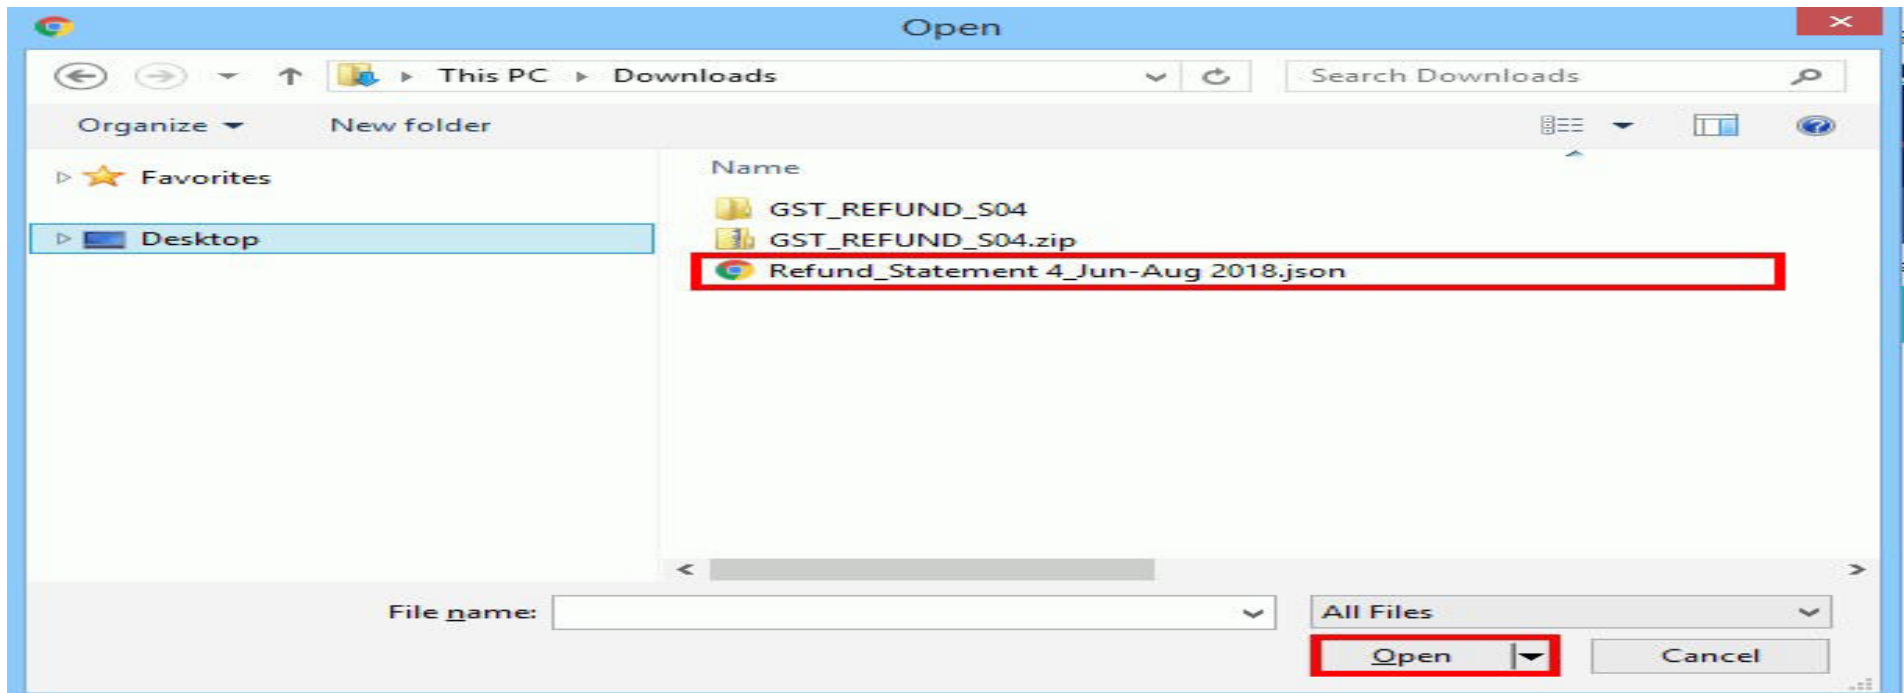 Open
This PC Downloads Search Downloads
Organize New folder
Favorites
Desktop
Name
GST_REFUND_S04
GST_REFUND_S04.zip
Refund_Statement 4_Jun-Aug 2018.json
File name: All Files
Open Cancel